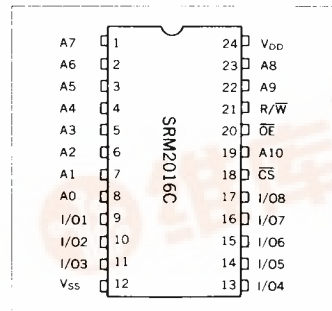 A7 1 24 VDD
A6 2 23 A8
A5 3 22 A9
A4 4 21 R/W̅
A3 5 20 O̅E̅
A2 6 19 A10
A1 7 18 C̅S̅
A0 8 17 I/O8
I/O1 9 16 I/O7
I/O2 10 15 I/O6
I/O3 11 14 I/O5
VSS 12 13 I/O4
SRM2016C